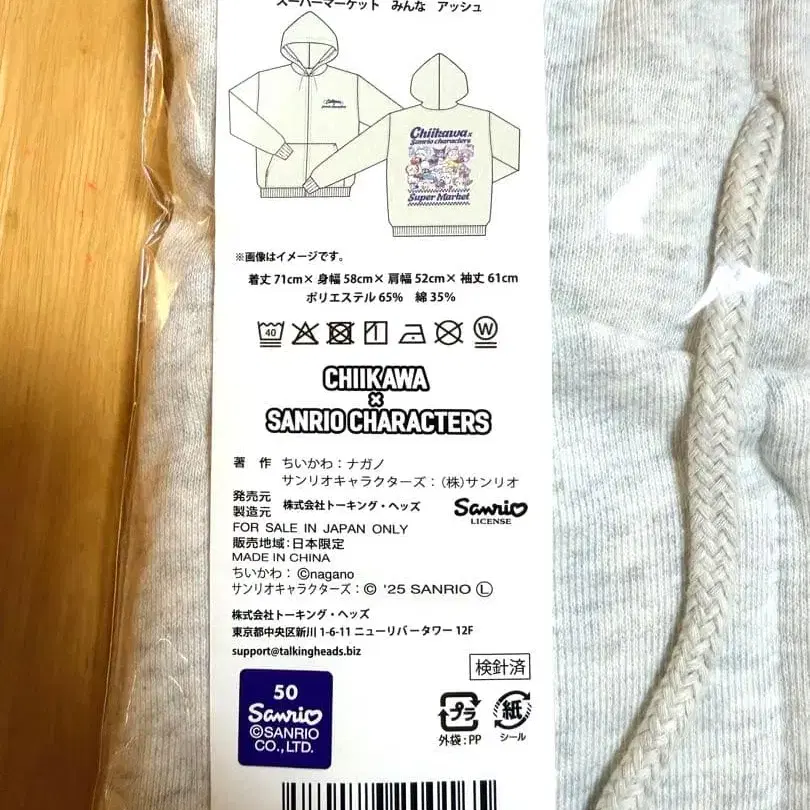 スーパーマーケット みんな アッシュ
Chiikawa x
Sanrio characters
Super Market
※画像はイメージです。
着丈 71cm× 身幅 58cm× 肩幅 52cm× 袖丈 61cm
ポリエステル 65% 綿 35%
40
W
CHIIKAWA
×
SANRIO CHARACTERS
著 作 ちいかわ：ナガノ
サンリオキャラクターズ：（株）サンリオ
発売元
製造元 株式会社トーキング・ヘッズ
Sanrio
LICENSE
FOR SALE IN JAPAN ONLY
販売地域：日本限定
MADE IN CHINA
ちいかわ：©nagano
サンリオキャラクターズ：© '25 SANRIO Ⓛ
株式会社トーキング・ヘッズ
東京都中央区新川 1-6-11 ニューリバータワー 12F
support@talkingheads.biz
検針済
50
Sanrio
©SANRIO
CO.,LTD.
プラ
外袋：PP
紙
シール